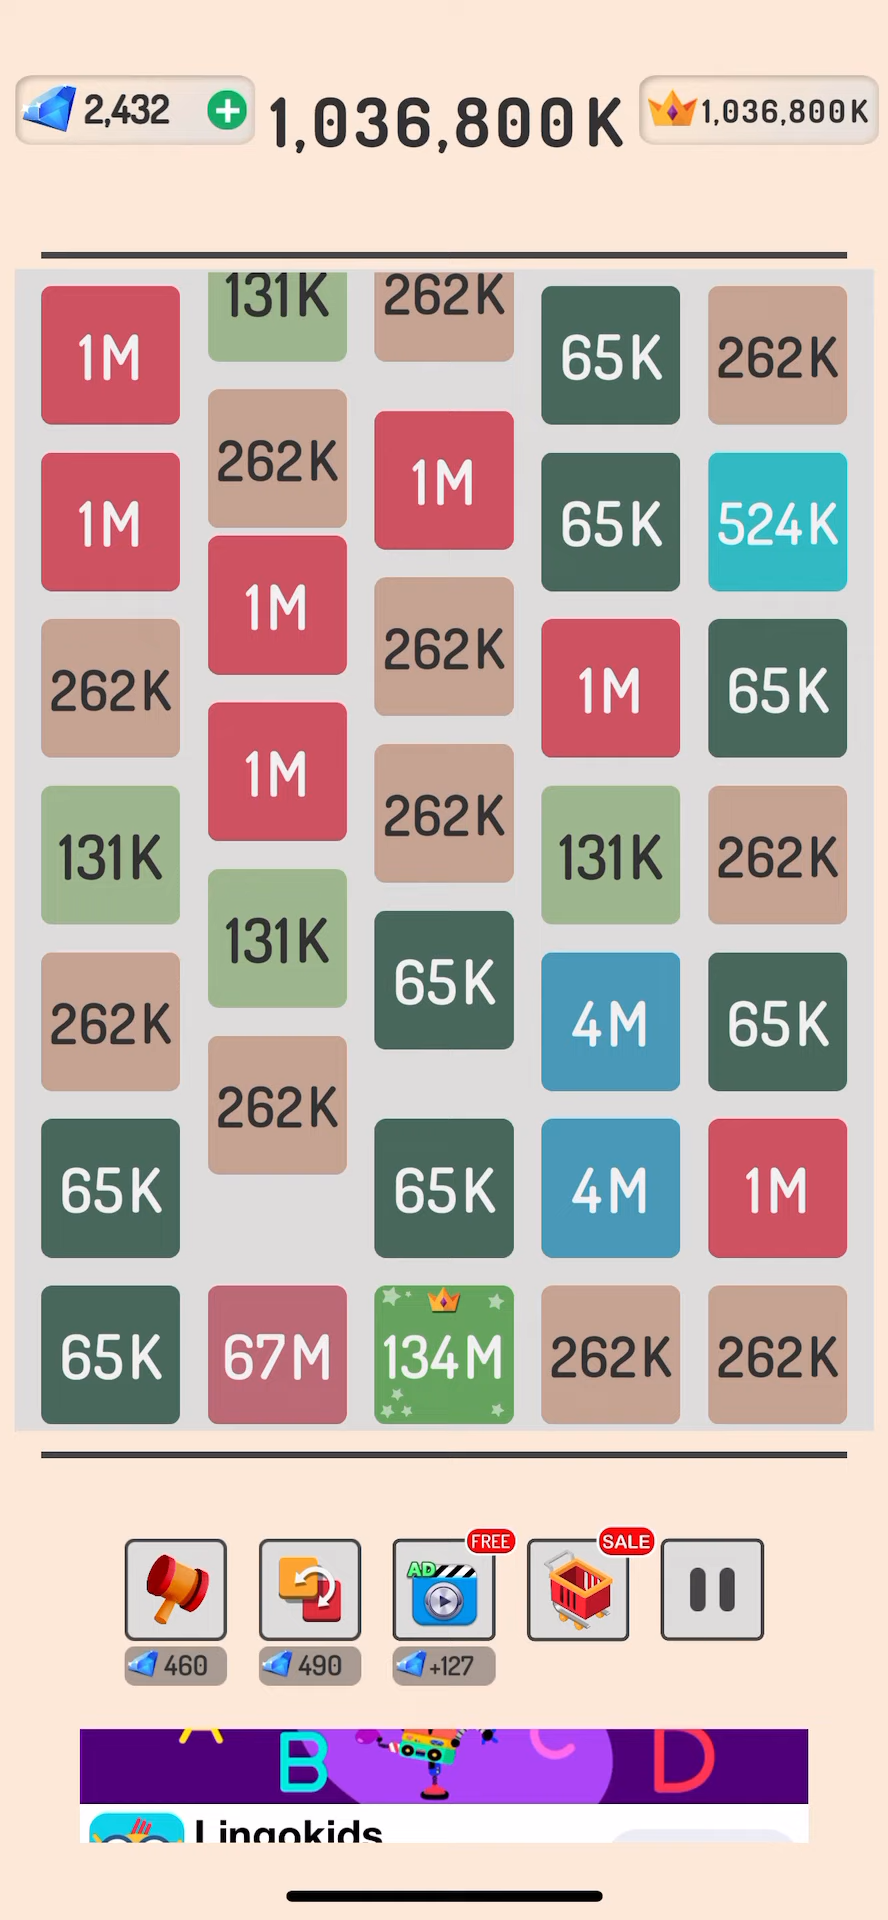 2,432 1,036,800K 1,036,800K
131K 262K
1M 65K 262K
262K 1M
1M 65K 524K
1M 262K
262K 1M 65K
1M 262K
131K 131K 262K
131K 65K
262K 4M 65K
262K
65K 65K 4M 1M
65K 67M 134M 262K 262K
FREE SALE
AD
460 490 +127
A B C D
Lingokids